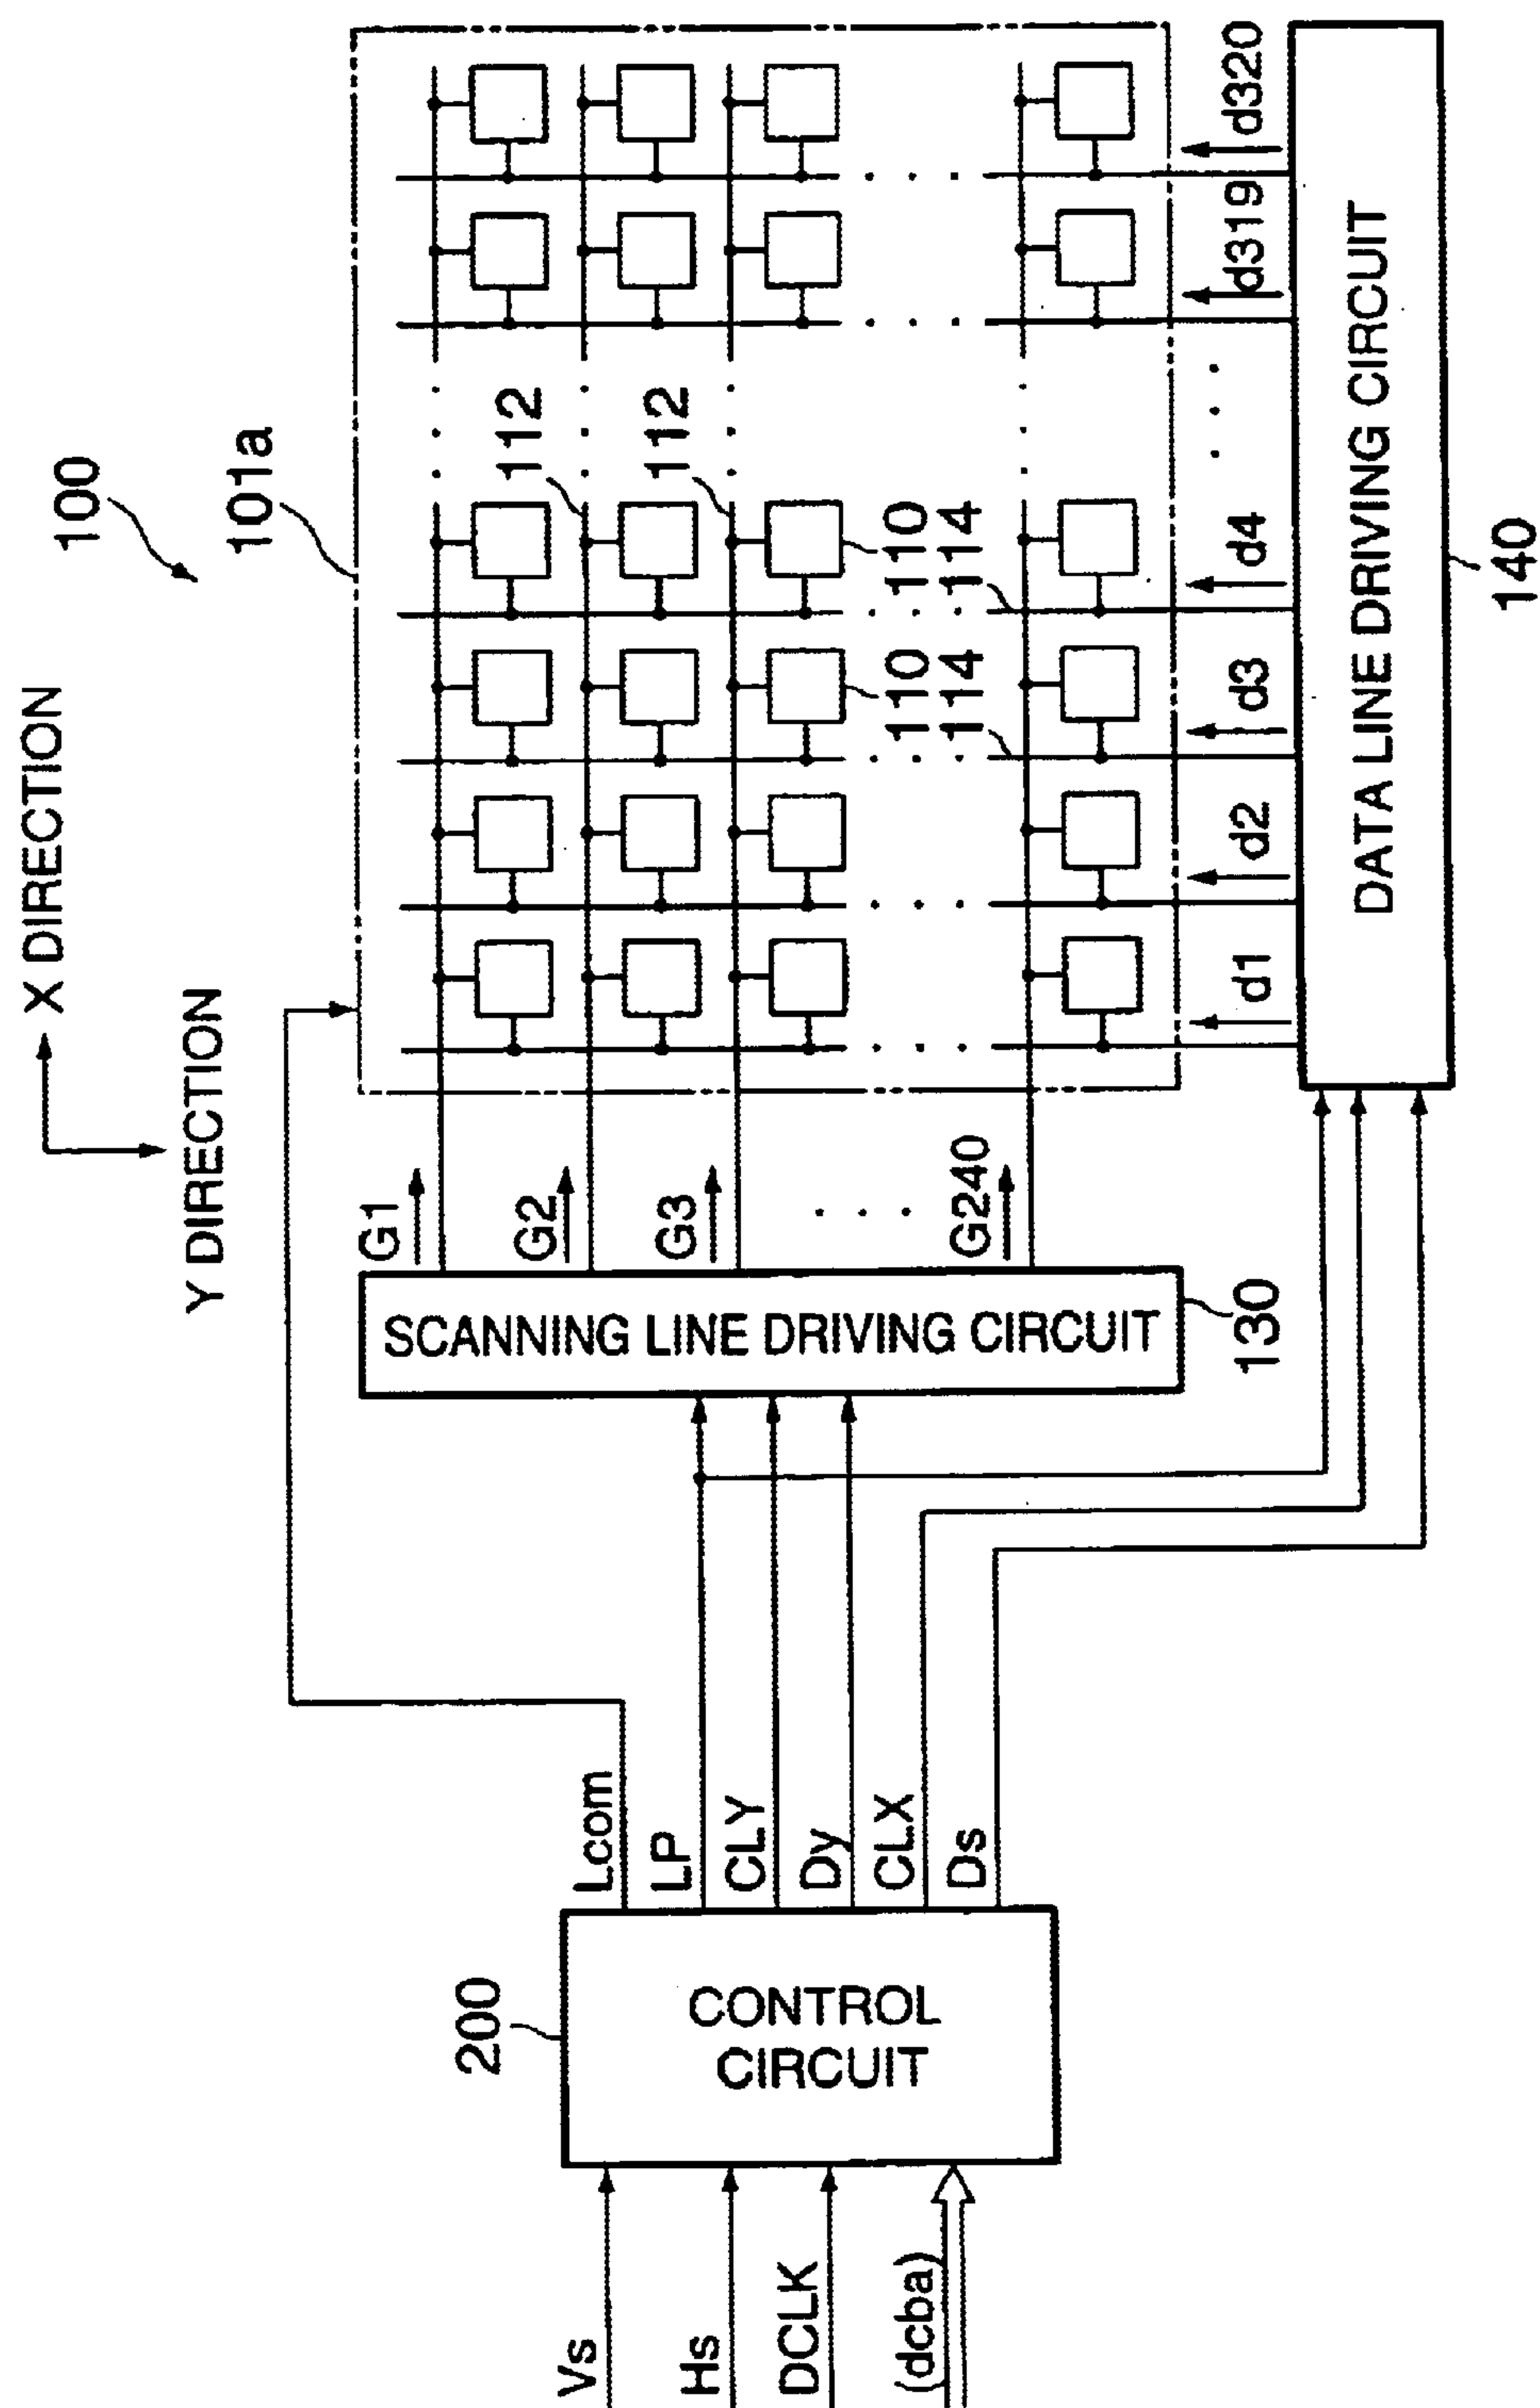 100
X DIRECTION
Y DIRECTION
101a
112
112
110
114
110
114
G1
G2
G3
G240
SCANNING LINE DRIVING CIRCUIT
130
d1
d2
d3
d4
d319
d320
DATA LINE DRIVING CIRCUIT
140
Lcom
LP
CLY
Dy
CLX
Ds
200
CONTROL
CIRCUIT
Vs
Hs
DCLK
(dcba)